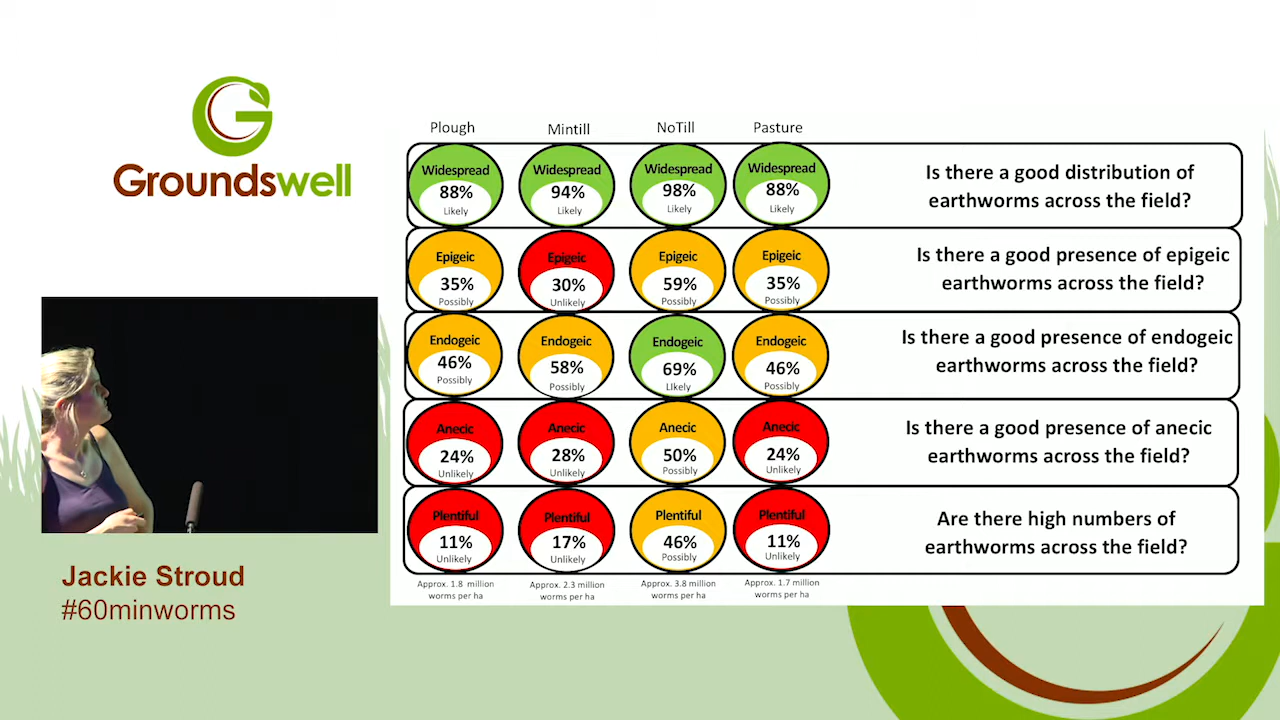 Groundswell
Jackie Stroud
#60minworms
Plough Mintill NoTill Pasture
Widespread Widespread Widespread Widespread
88% 94% 98% 88%
Likely Likely Likely Likely
Is there a good distribution of
earthworms across the field?
Epigeic Epigeic Epigeic Epigeic
35% 30% 59% 35%
Possibly Unlikely Possibly Possibly
Is there a good presence of epigeic
earthworms across the field?
Endogeic Endogeic Endogeic Endogeic
46% 58% 69% 46%
Possibly Possibly LIkely Possibly
Is there a good presence of endogeic
earthworms across the field?
Anecic Anecic Anecic Anecic
24% 28% 50% 24%
Unlikely Unlikely Possibly Unlikely
Is there a good presence of anecic
earthworms across the field?
Plentiful Plentiful Plentiful Plentiful
11% 17% 46% 11%
Unlikely Unlikely Possibly Unlikely
Are there high numbers of
earthworms across the field?
Approx. 1.8 million Approx. 2.3 million Approx. 3.8 million Approx. 1.7 million
worms per ha worms per ha worms per ha worms per ha